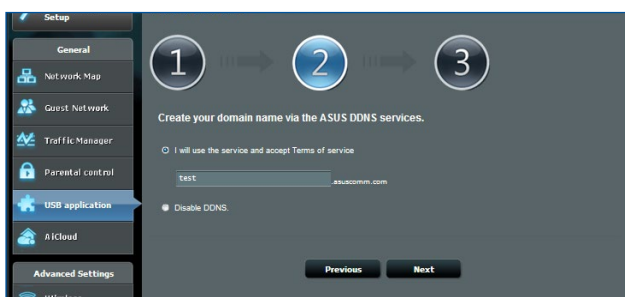 Setup
General
Network Map
Guest Network
Traffic Manager
Parental control
USB application
AiCloud
Advanced Settings
Wireless
1
2
3
Create your domain name via the ASUS DDNS services.
I will use the service and accept Terms of service
test .asuscomm.com
Disable DDNS.
Previous Next